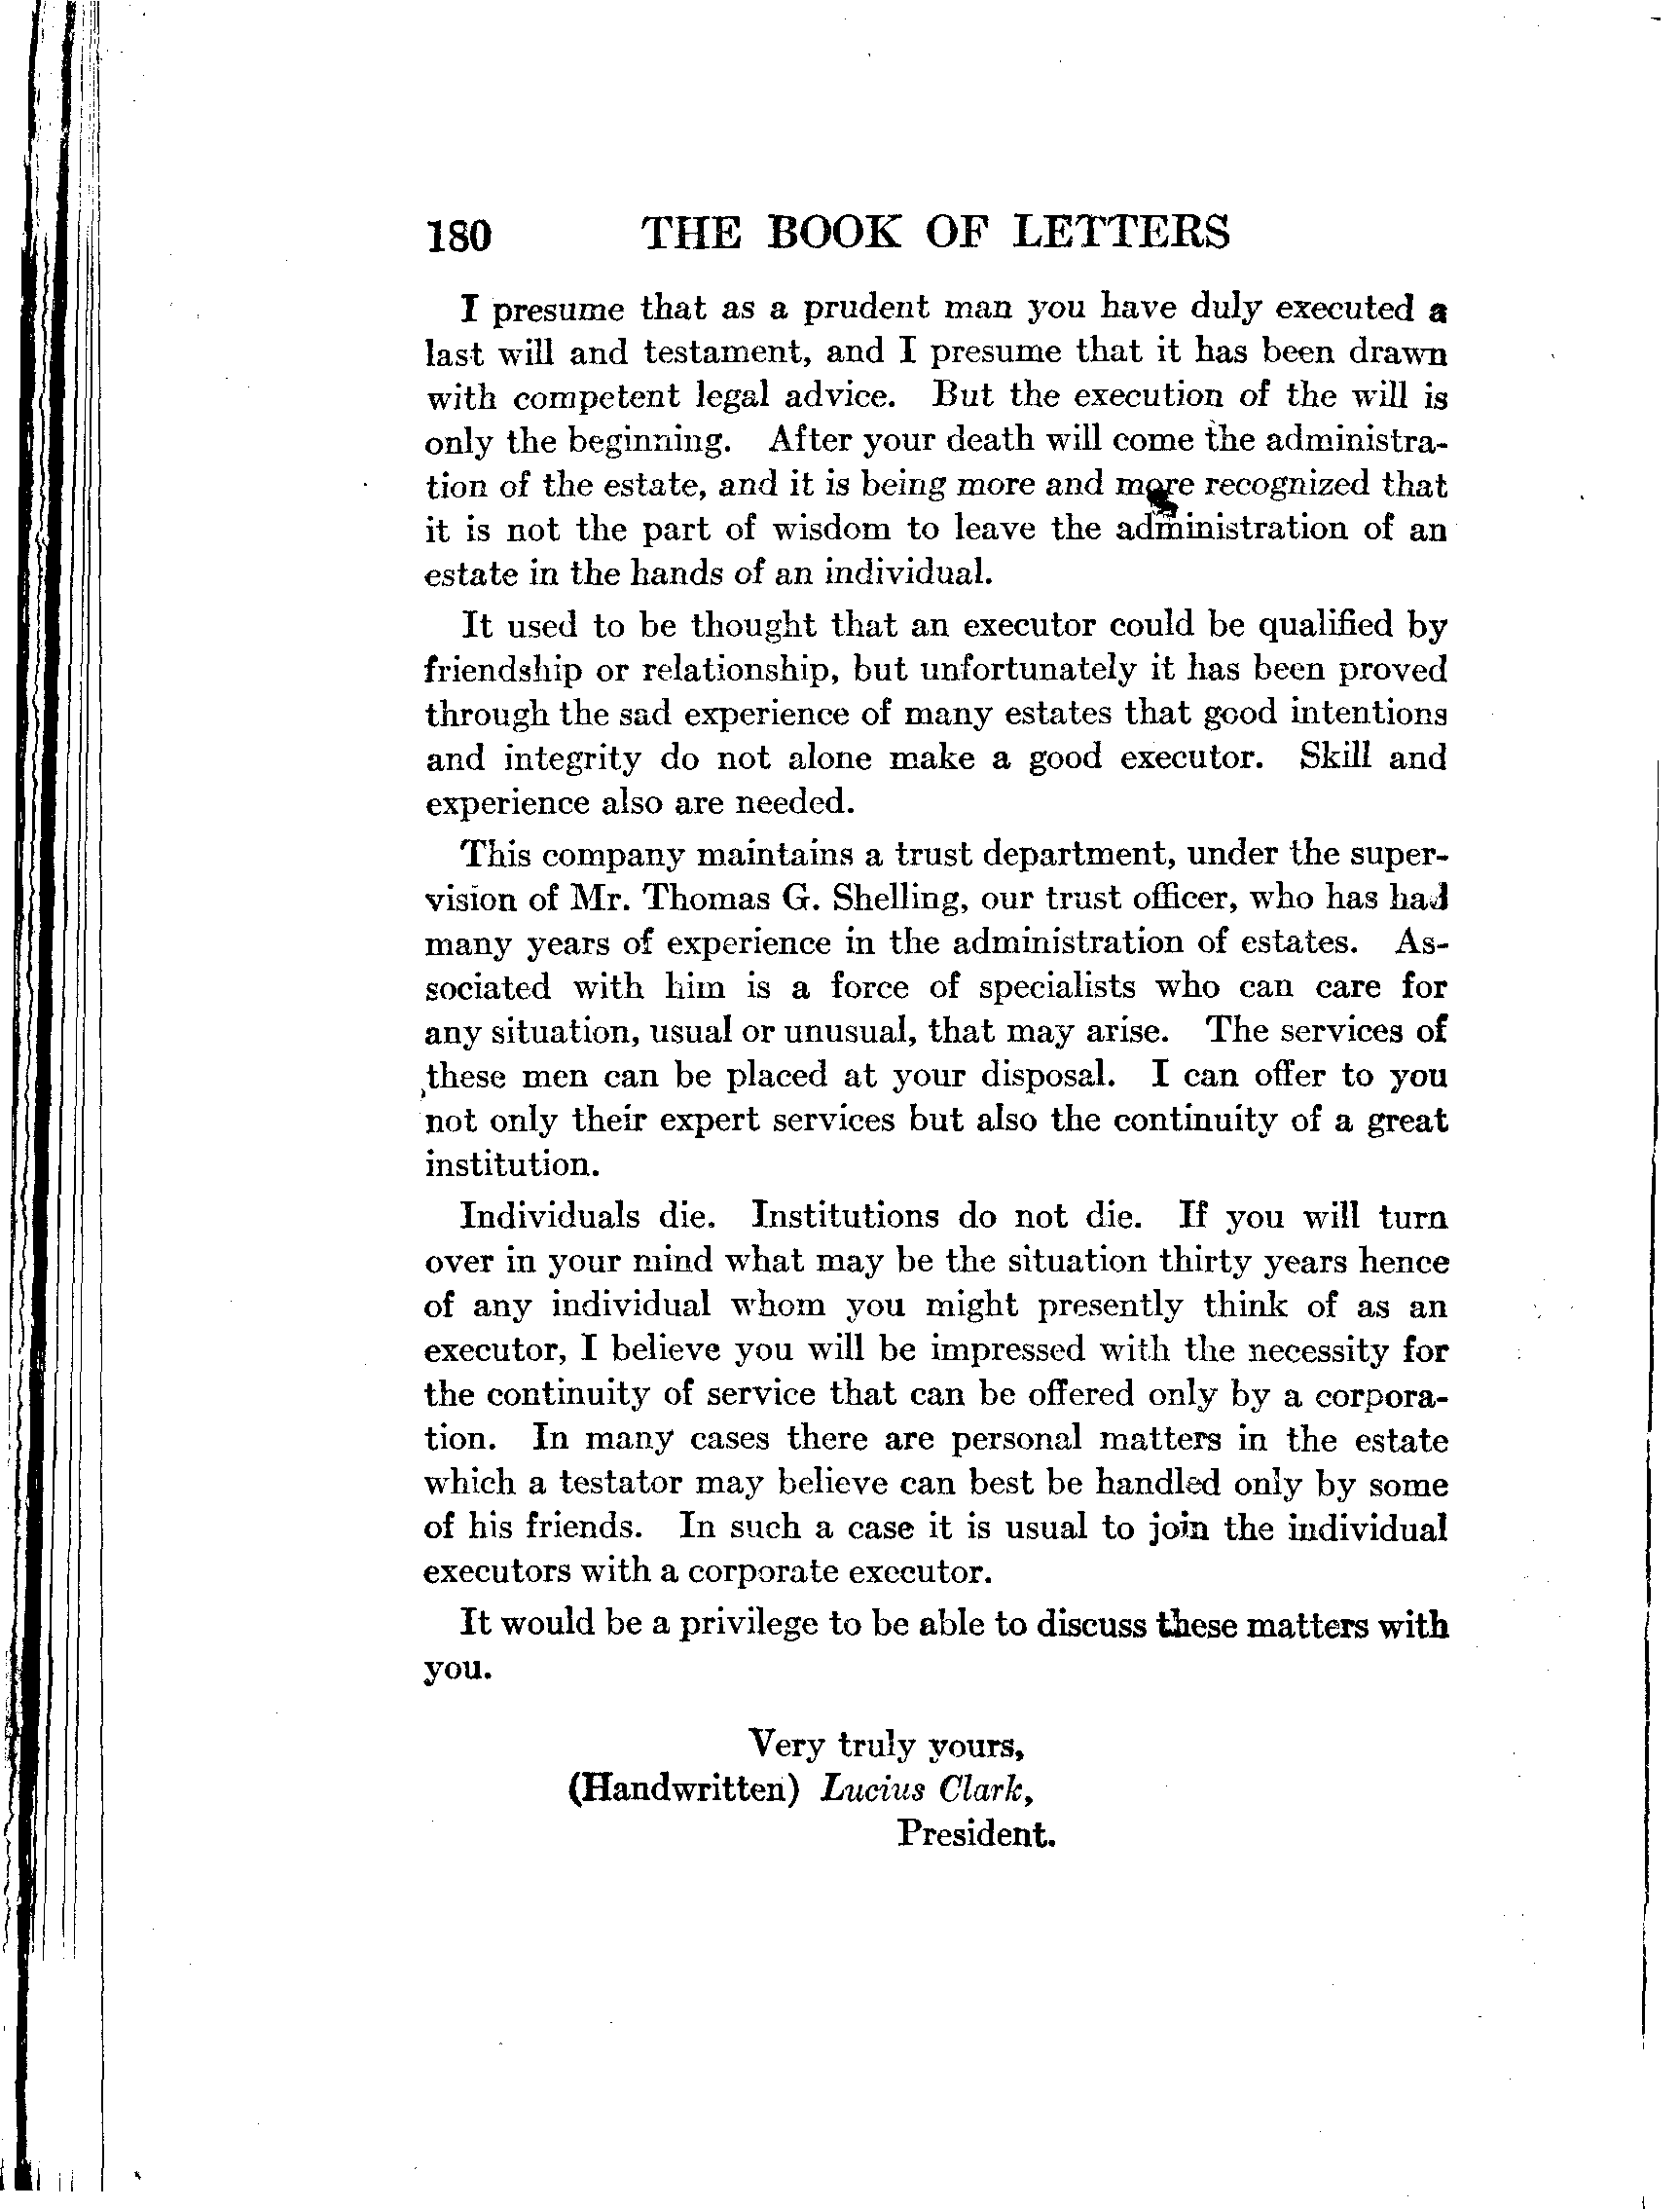 180 THE BOOK OF LETTERS
I presume that as a prudent man you have duly executed a
last will and testament, and I presume that it has been drawn
with competent legal advice. But the execution of the will is
only the beginning. After your death will come the administra-
tion of the estate, and it is being more and more recognized that
it is not the part of wisdom to leave the administration of an
estate in the hands of an individual.
It used to be thought that an executor could be qualified by
friendship or relationship, but unfortunately it has been proved
through the sad experience of many estates that good intentions
and integrity do not alone make a good executor. Skill and
experience also are needed.
This company maintains a trust department, under the super-
vision of Mr. Thomas G. Shelling, our trust officer, who has had
many years of experience in the administration of estates. As-
sociated with him is a force of specialists who can care for
any situation, usual or unusual, that may arise. The services of
these men can be placed at your disposal. I can offer to you
not only their expert services but also the continuity of a great
institution.
Individuals die. Institutions do not die. If you will turn
over in your mind what may be the situation thirty years hence
of any individual whom you might presently think of as an
executor, I believe you will be impressed with the necessity for
the continuity of service that can be offered only by a corpora-
tion. In many cases there are personal matters in the estate
which a testator may believe can best be handled only by some
of his friends. In such a case it is usual to join the individual
executors with a corporate executor.
It would be a privilege to be able to discuss these matters with
you.
Very truly yours,
(Handwritten) Lucius Clark,
President.